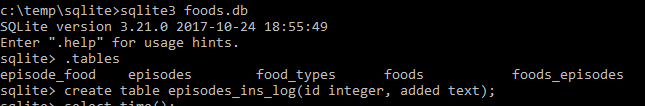 c:\temp\sqlite>sqlite3 foods.db
SQLite version 3.21.0 2017-10-24 18:55:49
Enter ".help" for usage hints.
sqlite> .tables
episode_food    episodes        food_types      foods           foods_episodes
sqlite> create table episodes_ins_log(id integer, added text);
sqlite> select time();